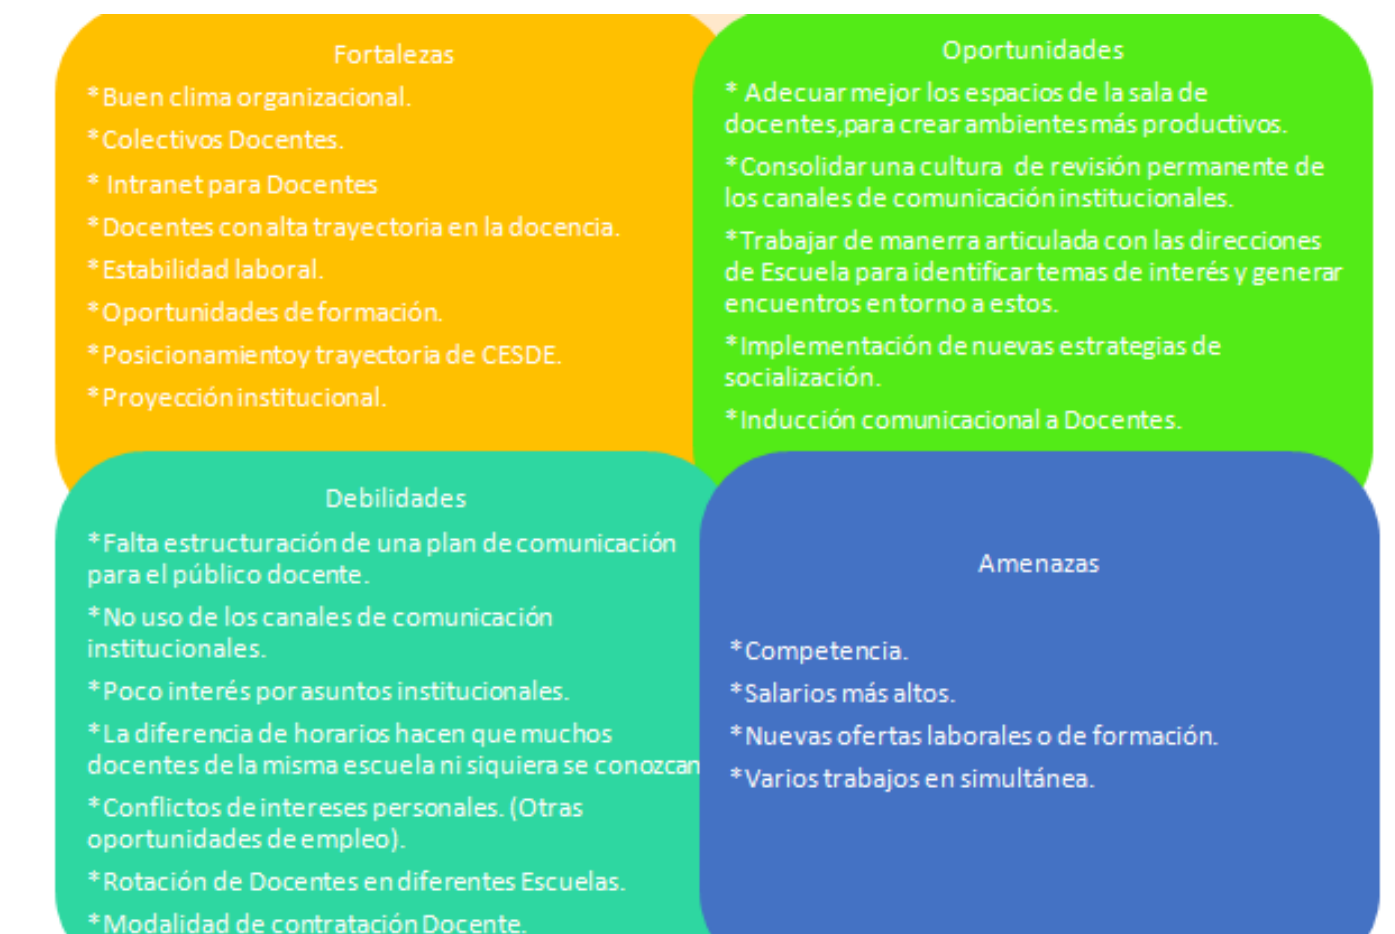 Fortalezas
*Buen clima organizacional.
*Colectivos Docentes.
* Intranet para Docentes
*Docentes con alta trayectoria en la docencia.
*Estabilidad laboral.
*Oportunidades de formación.
*Posicionamientoy trayectoria de CESDE.
*Proyección institucional.
Oportunidades
* Adecuar mejor los espacios de la sala de
docentes,para crear ambientes más productivos.
*Consolidar una cultura de revisión permanente de
los canales de comunicación institucionales.
*Trabajar de manerra articulada con las direcciones
de Escuela para identificar temas de interés y generar
encuentros en torno a estos.
*Implementación de nuevas estrategias de
socialización.
*Inducción comunicacional a Docentes.
Debilidades
*Falta estructuración de una plan de comunicación
para el público docente.
*No uso de los canales de comunicación
institucionales.
*Poco interés por asuntos institucionales.
*La diferencia de horarios hacen que muchos
docentes de la misma escuela ni siquiera se conozcan
*Conflictos de intereses personales. (Otras
oportunidades de empleo).
*Rotación de Docentes en diferentes Escuelas.
*Modalidad de contratación Docente.
Amenazas
*Competencia.
*Salarios más altos.
*Nuevas ofertas laborales o de formación.
*Varios trabajos en simultánea.